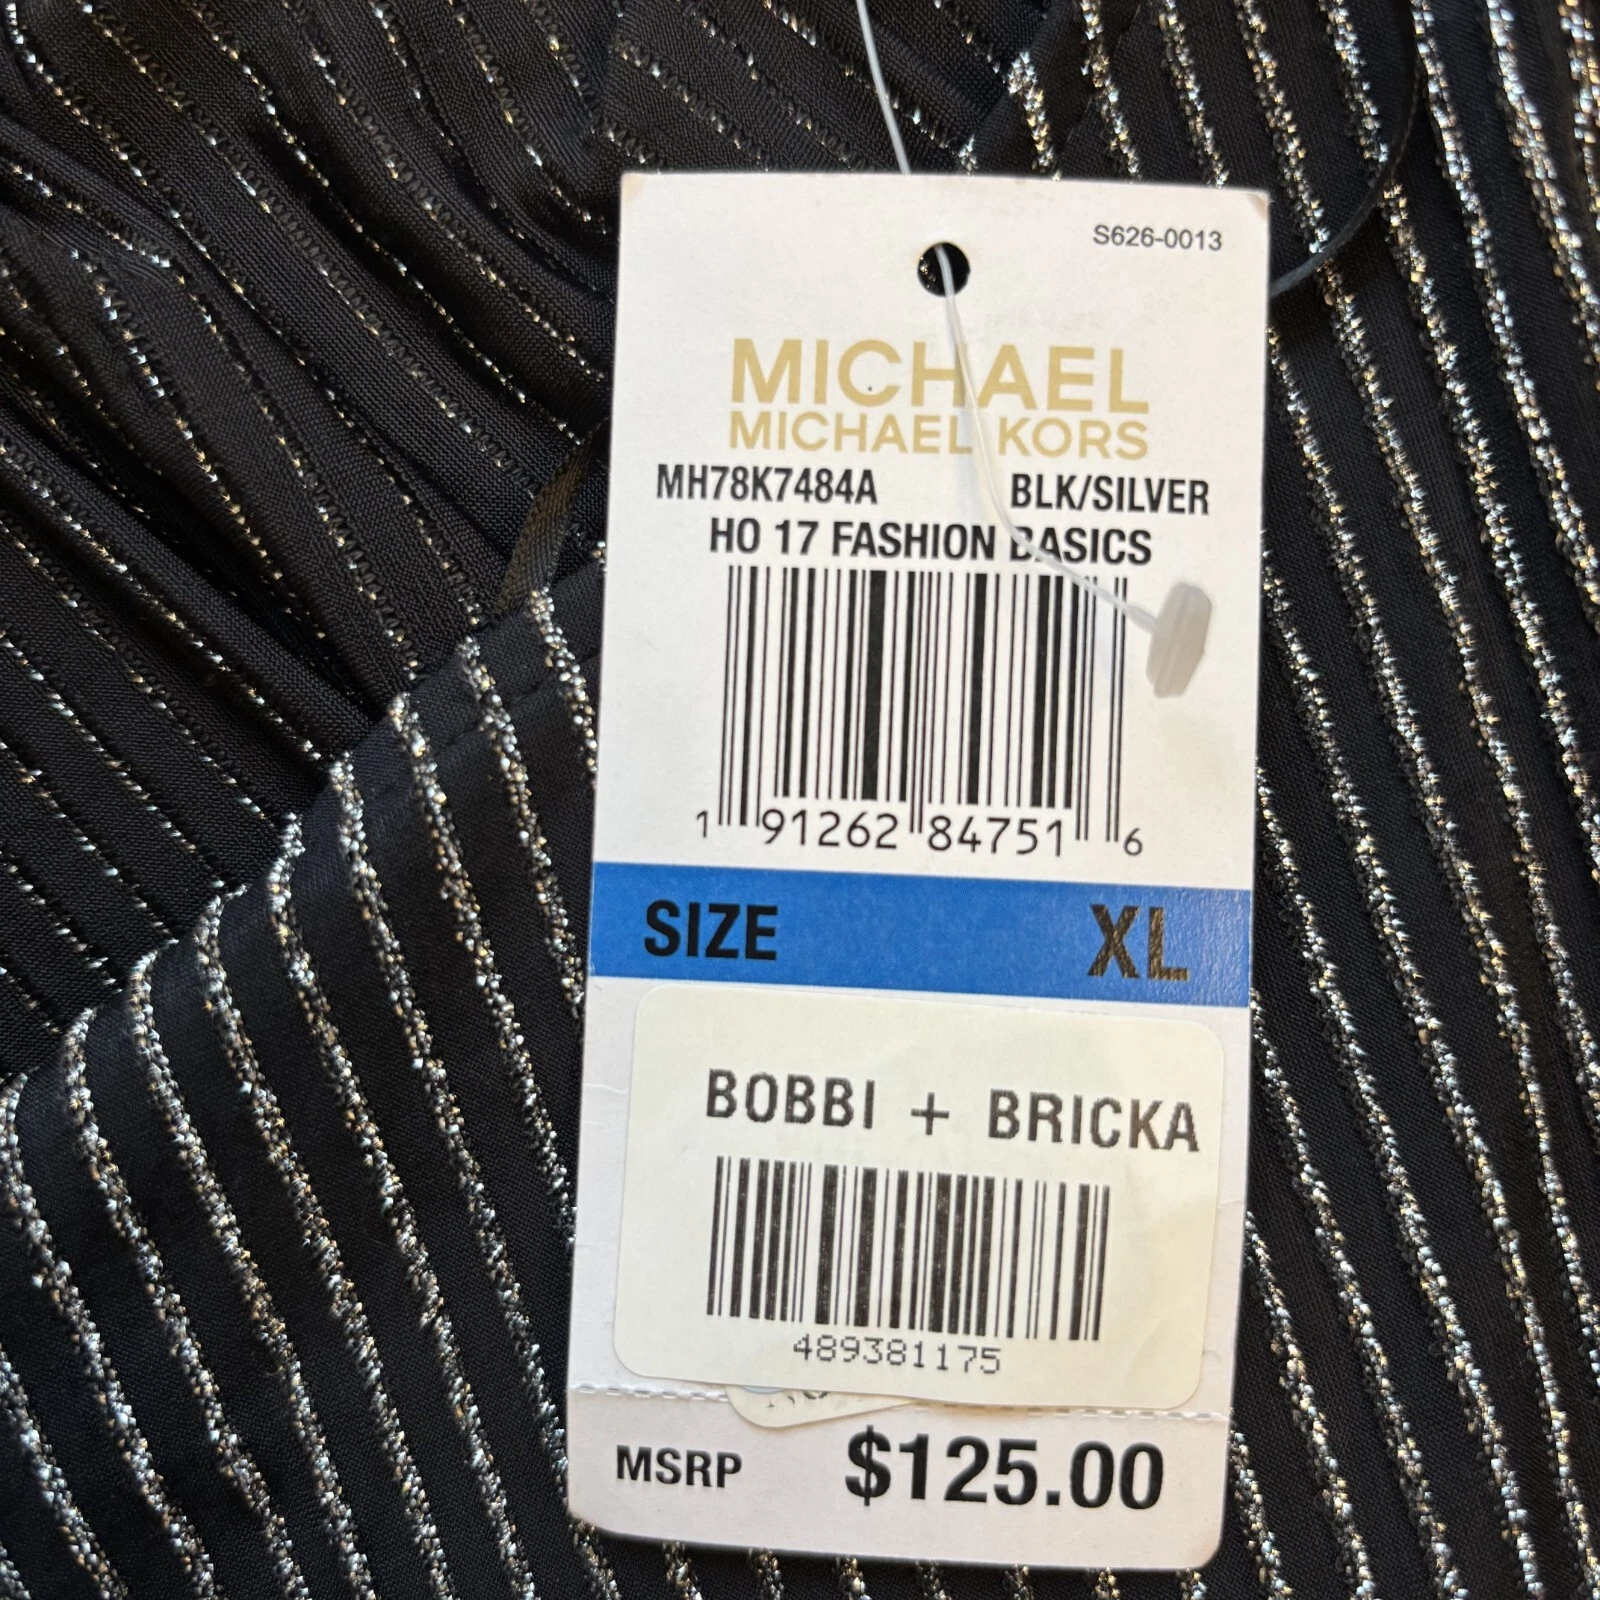 S626-0013
MICHAEL
MICHAEL KORS
MH78K7484A BLK/SILVER
HO 17 FASHION BASICS
1 91262 84751 6
SIZE XL
BOBBI + BRICKA
489381175
MSRP $125.00